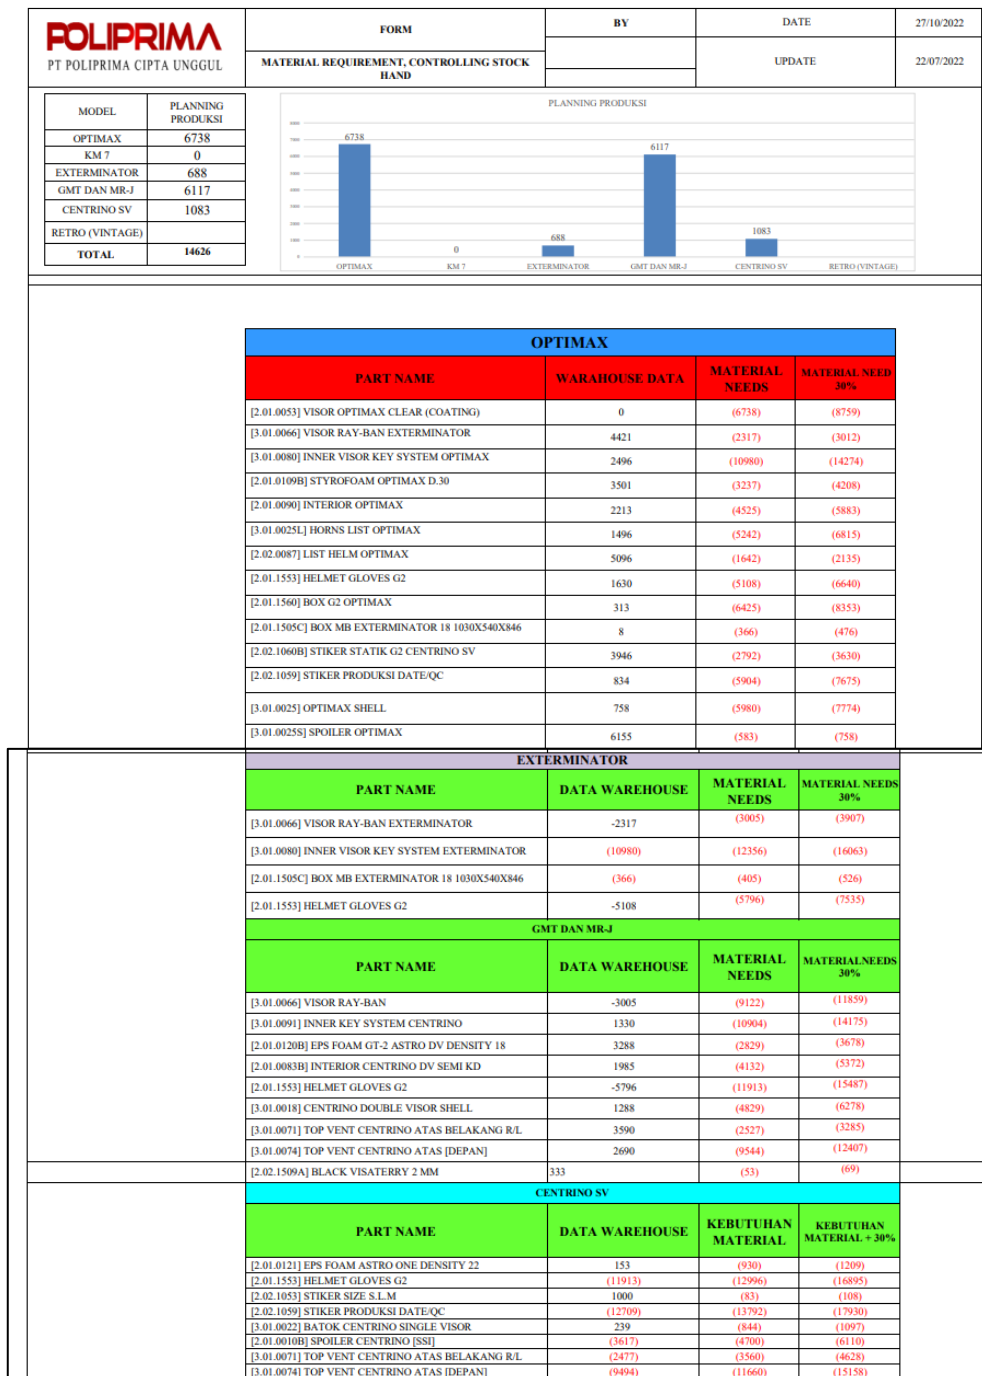 POLIPRIMA
PT POLIPRIMA CIPTA UNGGUL
FORM
BY
DATE
27/10/2022
MATERIAL REQUIREMENT, CONTROLLING STOCK
HAND
UPDATE
22/07/2022
MODEL PLANNING PRODUKSI
OPTIMAX 6738
KM 7 0
EXTERMINATOR 688
GMT DAN MR-J 6117
CENTRINO SV 1083
RETRO (VINTAGE)
TOTAL 14626
PLANNING PRODUKSI
8000
7000
6000
5000
4000
3000
2000
1000
0
6738
0
688
6117
1083
OPTIMAX KM 7 EXTERMINATOR GMT DAN MR-J CENTRINO SV RETRO (VINTAGE)
OPTIMAX
PART NAME WARAHOUSE DATA MATERIAL NEEDS MATERIAL NEED 30%
[2.01.0053] VISOR OPTIMAX CLEAR (COATING) 0 (6738) (8759)
[3.01.0066] VISOR RAY-BAN EXTERMINATOR 4421 (2317) (3012)
[3.01.0080] INNER VISOR KEY SYSTEM OPTIMAX 2496 (10980) (14274)
[2.01.0109B] STYROFOAM OPTIMAX D.30 3501 (3237) (4208)
[2.01.0090] INTERIOR OPTIMAX 2213 (4525) (5883)
[3.01.0025L] HORNS LIST OPTIMAX 1496 (5242) (6815)
[2.02.0087] LIST HELM OPTIMAX 5096 (1642) (2135)
[2.01.1553] HELMET GLOVES G2 1630 (5108) (6640)
[2.01.1560] BOX G2 OPTIMAX 313 (6425) (8353)
[2.01.1505C] BOX MB EXTERMINATOR 18 1030X540X846 8 (366) (476)
[2.02.1060B] STIKER STATIK G2 CENTRINO SV 3946 (2792) (3630)
[2.02.1059] STIKER PRODUKSI DATE/QC 834 (5904) (7675)
[3.01.0025] OPTIMAX SHELL 758 (5980) (7774)
[3.01.0025S] SPOILER OPTIMAX 6155 (583) (758)
EXTERMINATOR
PART NAME DATA WAREHOUSE MATERIAL NEEDS MATERIAL NEEDS 30%
[3.01.0066] VISOR RAY-BAN EXTERMINATOR -2317 (3005) (3907)
[3.01.0080] INNER VISOR KEY SYSTEM EXTERMINATOR (10980) (12356) (16063)
[2.01.1505C] BOX MB EXTERMINATOR 18 1030X540X846 (366) (405) (526)
[2.01.1553] HELMET GLOVES G2 -5108 (5796) (7535)
GMT DAN MR-J
PART NAME DATA WAREHOUSE MATERIAL NEEDS MATERIALNEEDS 30%
[3.01.0066] VISOR RAY-BAN -3005 (9122) (11859)
[3.01.0091] INNER KEY SYSTEM CENTRINO 1330 (10904) (14175)
[2.01.0120B] EPS FOAM GT-2 ASTRO DV DENSITY 18 3288 (2829) (3678)
[2.01.0083B] INTERIOR CENTRINO DV SEMI KD 1985 (4132) (5372)
[2.01.1553] HELMET GLOVES G2 -5796 (11913) (15487)
[3.01.0018] CENTRINO DOUBLE VISOR SHELL 1288 (4829) (6278)
[3.01.0071] TOP VENT CENTRINO ATAS BELAKANG R/L 3590 (2527) (3285)
[3.01.0074] TOP VENT CENTRINO ATAS [DEPAN] 2690 (9544) (12407)
[2.02.1509A] BLACK VISATERRY 2 MM 333 (53) (69)
CENTRINO SV
PART NAME DATA WAREHOUSE KEBUTUHAN MATERIAL KEBUTUHAN MATERIAL + 30%
[2.01.0121] EPS FOAM ASTRO ONE DENSITY 22 153 (930) (1209)
[2.01.1553] HELMET GLOVES G2 (11913) (12996) (16895)
[2.02.1053] STIKER SIZE S.L.M 1000 (83) (108)
[2.02.1059] STIKER PRODUKSI DATE/QC (12709) (13792) (17930)
[3.01.0022] BATOK CENTRINO SINGLE VISOR 239 (844) (1097)
[2.01.0010B] SPOILER CENTRINO [SSI] (3617) (4700) (6110)
[3.01.0071] TOP VENT CENTRINO ATAS BELAKANG R/L (2477) (3560) (4628)
[3.01.0074] TOP VENT CENTRINO ATAS [DEPAN] (9494) (11660) (15158)